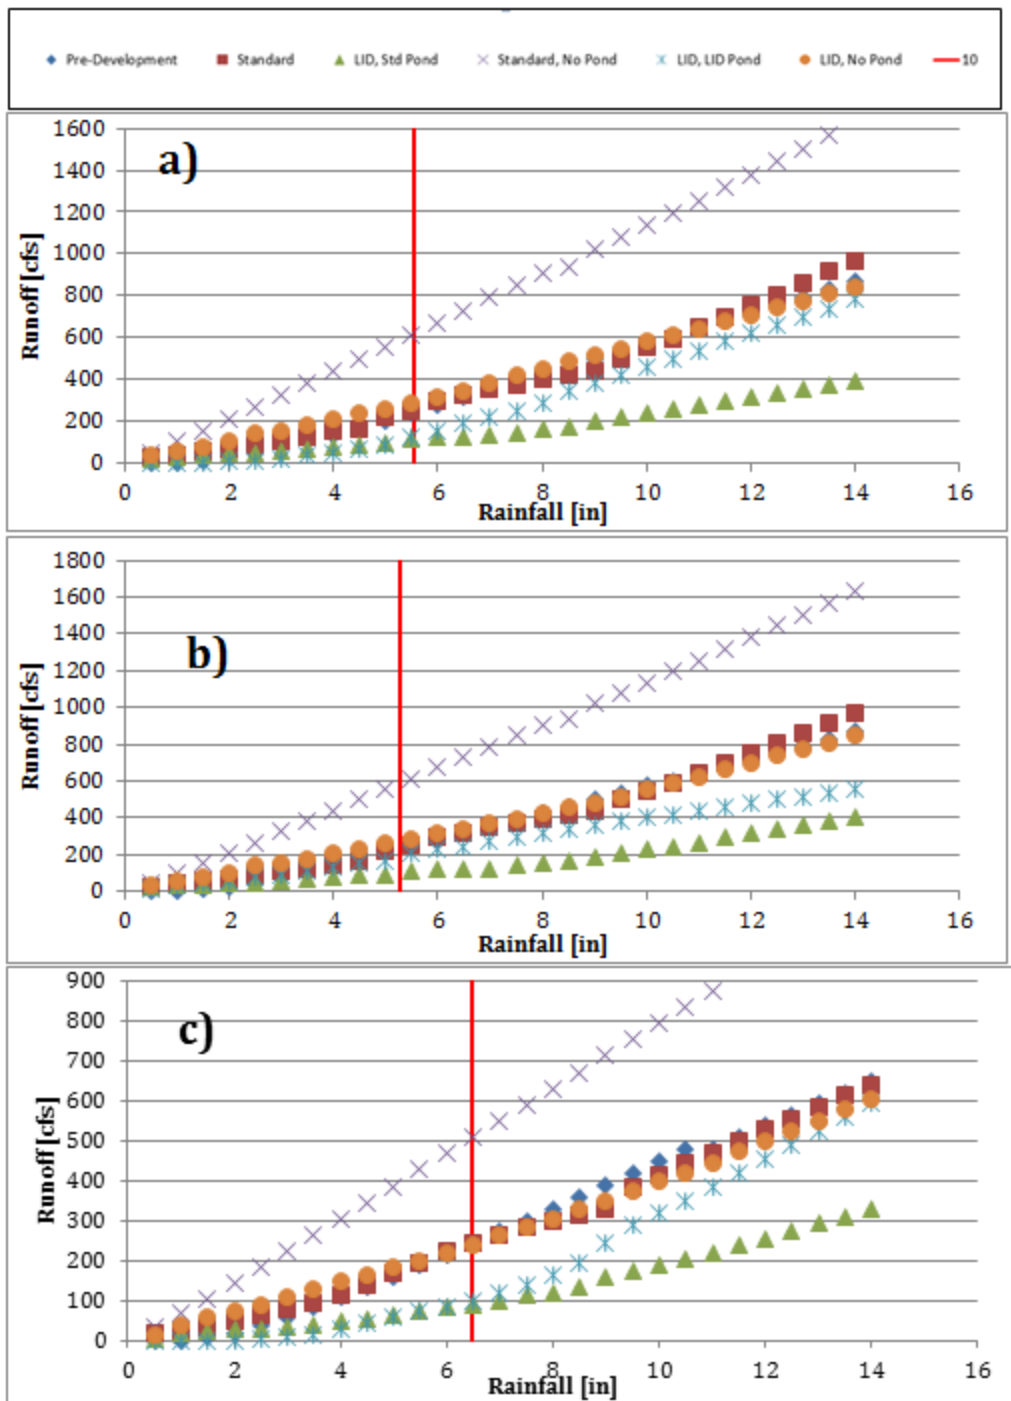 Pre-Development Standard LID, Std Pond Standard, No Pond LID, LID Pond LID, No Pond 10
a)
Runoff [cfs]
1600
1400
1200
1000
800
600
400
200
0
0 2 4 6 8 10 12 14 16
Rainfall [in]
b)
Runoff [cfs]
1800
1600
1400
1200
1000
800
600
400
200
0
0 2 4 6 8 10 12 14 16
Rainfall [in]
c)
Runoff [cfs]
900
800
700
600
500
400
300
200
100
0
0 2 4 6 8 10 12 14 16
Rainfall [in]